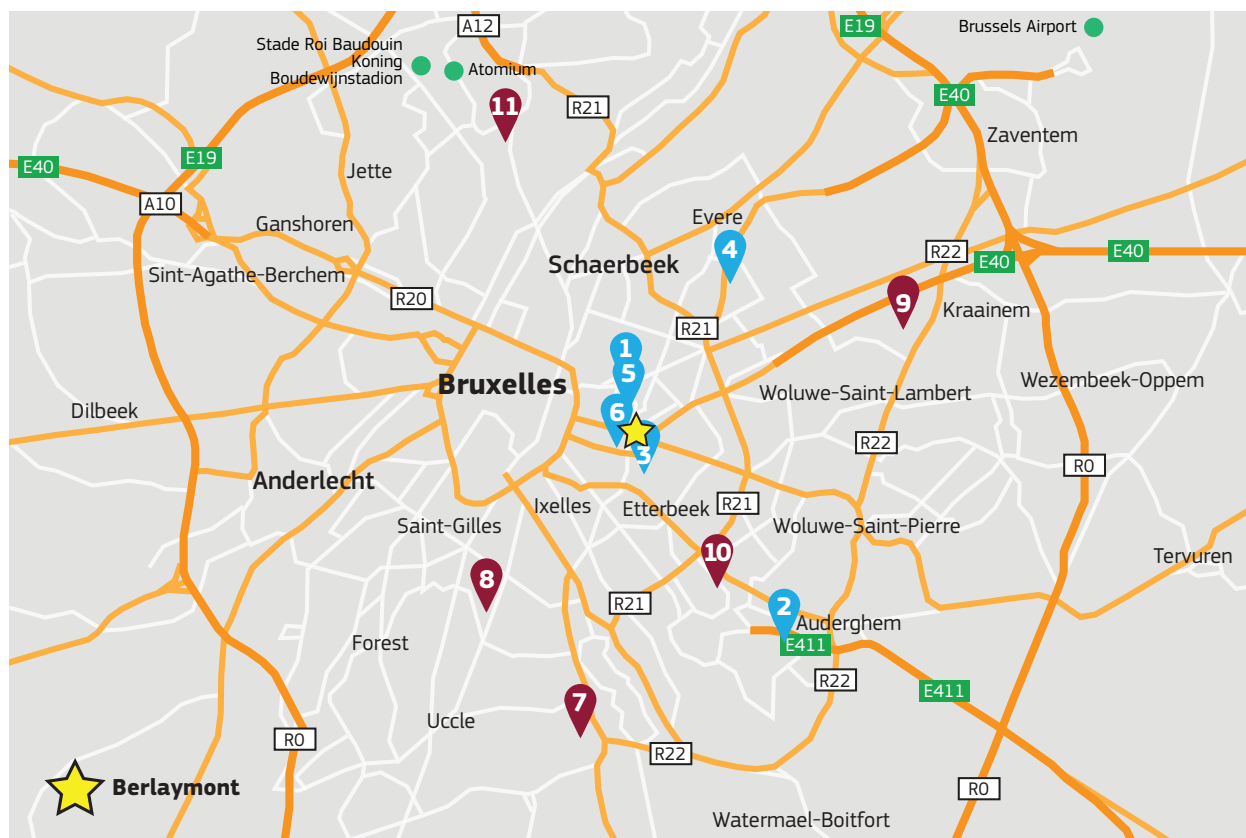 A12
E19
Brussels Airport
Stade Roi Baudouin
Koning
Boudewijnstadion
Atomium
11
R21
E40
Zaventem
E40
E19
Jette
A10
Ganshoren
Evere
4
Schaerbeek
R22
E40
E40
Sint-Agathe-Berchem
R20
9
Kraainem
R21
1
5
Bruxelles
Woluwe-Saint-Lambert
Wezembeek-Oppem
Dilbeek
6
3
R22
R0
Anderlecht
Ixelles
Etterbeek
R21
Saint-Gilles
Woluwe-Saint-Pierre
Tervuren
10
8
R21
2
Auderghem
E411
Forest
R22
E411
7
Uccle
R0
R22
Berlaymont
R0
Watermael-Boitfort